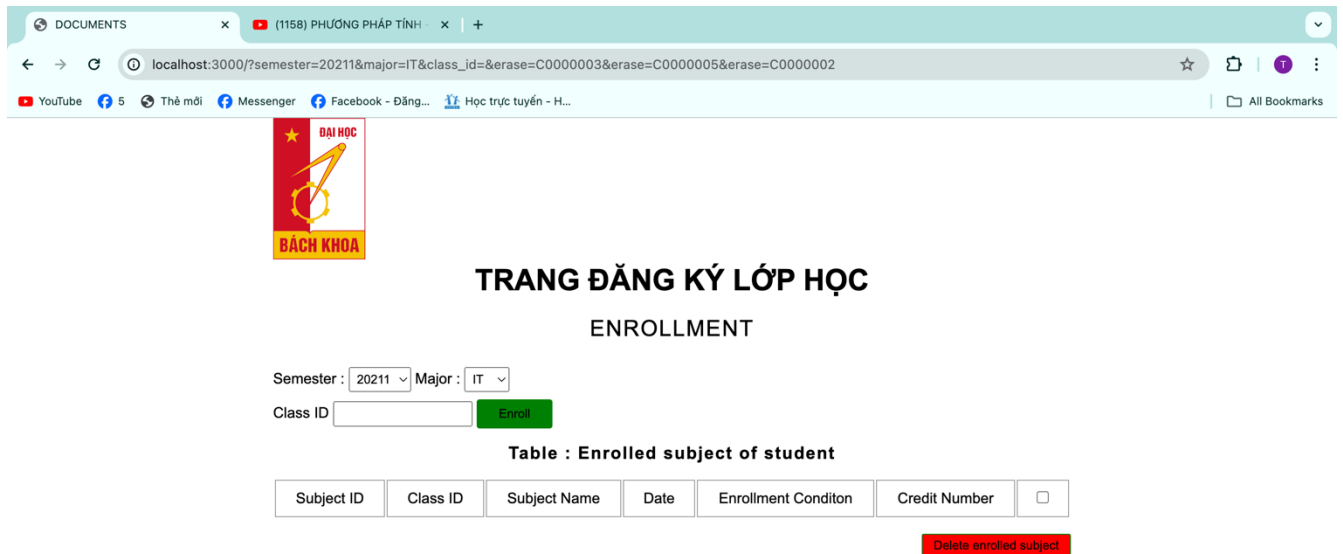 DOCUMENTS (1158) PHƯƠNG PHÁP TÍNH -
localhost:3000/?semester=20211&major=IT&class_id=&erase=C0000003&erase=C0000005&erase=C0000002 T
YouTube 5 Thẻ mới Messenger Facebook - Đăng... Học trực tuyến - H... All Bookmarks
ĐẠI HỌC
BÁCH KHOA
TRANG ĐĂNG KÝ LỚP HỌC
ENROLLMENT
Semester : 20211 Major : IT
Class ID Enroll
Table : Enrolled subject of student
Subject ID Class ID Subject Name Date Enrollment Conditon Credit Number
Delete enrolled subject